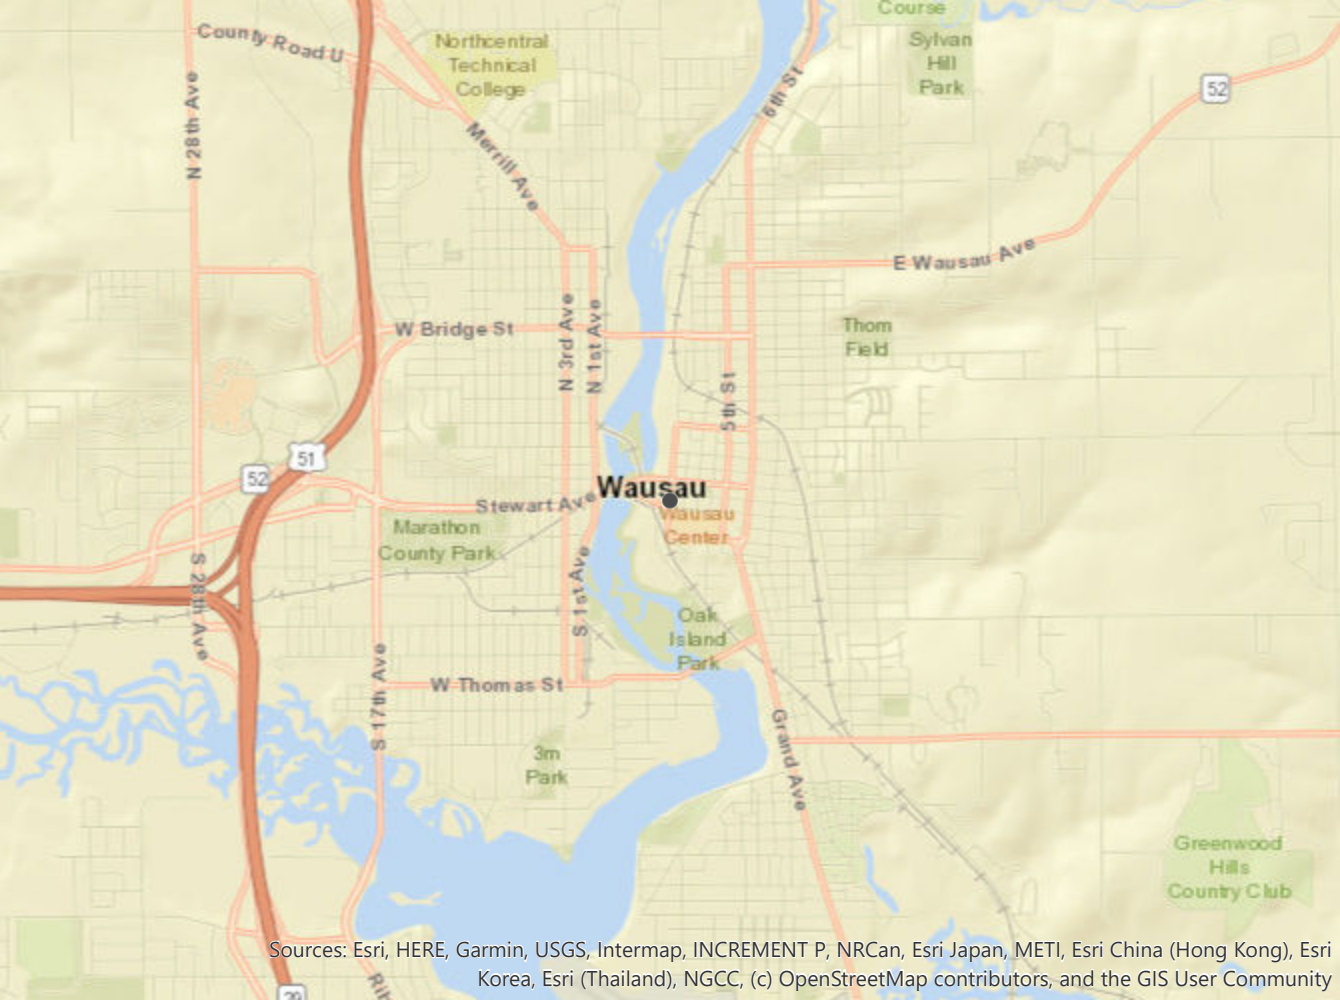 Course
County Road U
Northcentral
Technical
College
Sylvan
Hill
Park
6th St
52
N 28th Ave
Merrill Ave
E Wausau Ave
W Bridge St
N 3rd Ave
N 1st Ave
Thom
Field
5th St
51
52
Wausau
Stewart Ave
Wausau
Center
Marathon
County Park
S 28th Ave
S 1st Ave
Oak
Island
Park
S 17th Ave
W Thomas St
3m
Park
Grand Ave
Greenwood
Hills
Country Club
Sources: Esri, HERE, Garmin, USGS, Intermap, INCREMENT P, NRCan, Esri Japan, METI, Esri China (Hong Kong), Esri
Korea, Esri (Thailand), NGCC, (c) OpenStreetMap contributors, and the GIS User Community